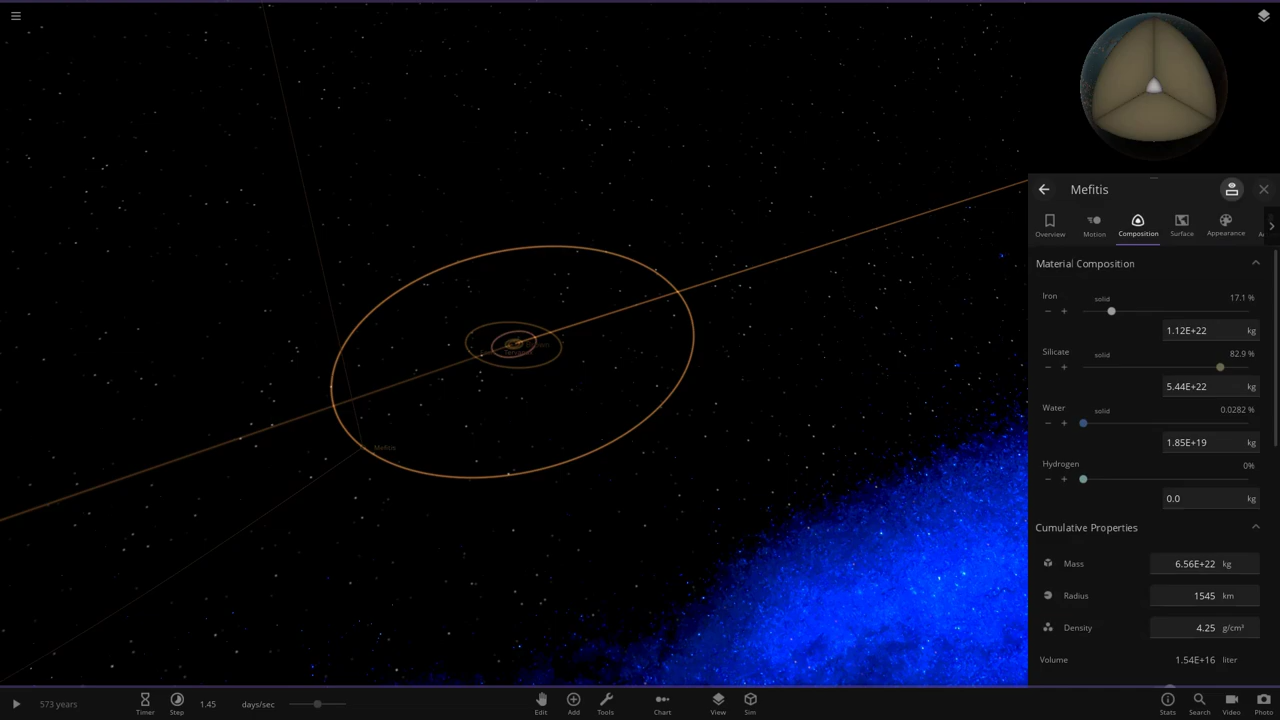 Mefitis
Overview
Motion
Composition
Surface
Appearance
Material Composition
Iron
solid
17.1 %
1.12E+22 kg
Silicate
solid
82.9 %
5.44E+22 kg
Water
solid
0.0282 %
1.85E+19 kg
Hydrogen
0%
0.0 kg
Cumulative Properties
Mass 6.56E+22 kg
Radius 1545 km
Density 4.25 g/cm³
Volume 1.54E+16 liter
Mefitis
573 years
Timer
Step
1.45 days/sec
Edit
Add
Tools
Chart
View
Sim
Stats
Search
Video
Photo